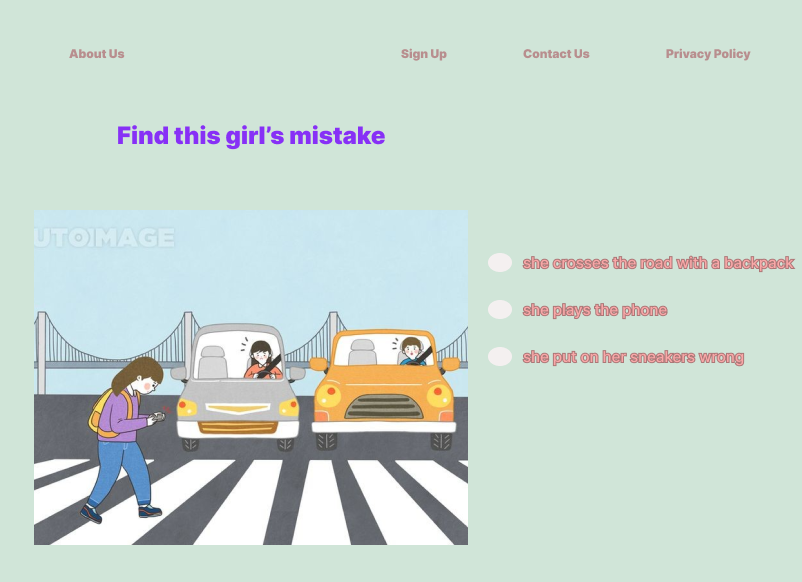 About Us
Sign Up
Contact Us
Privacy Policy
Find this girl’s mistake
UTOIMAGE
she crosses the road with a backpack
she plays the phone
she put on her sneakers wrong